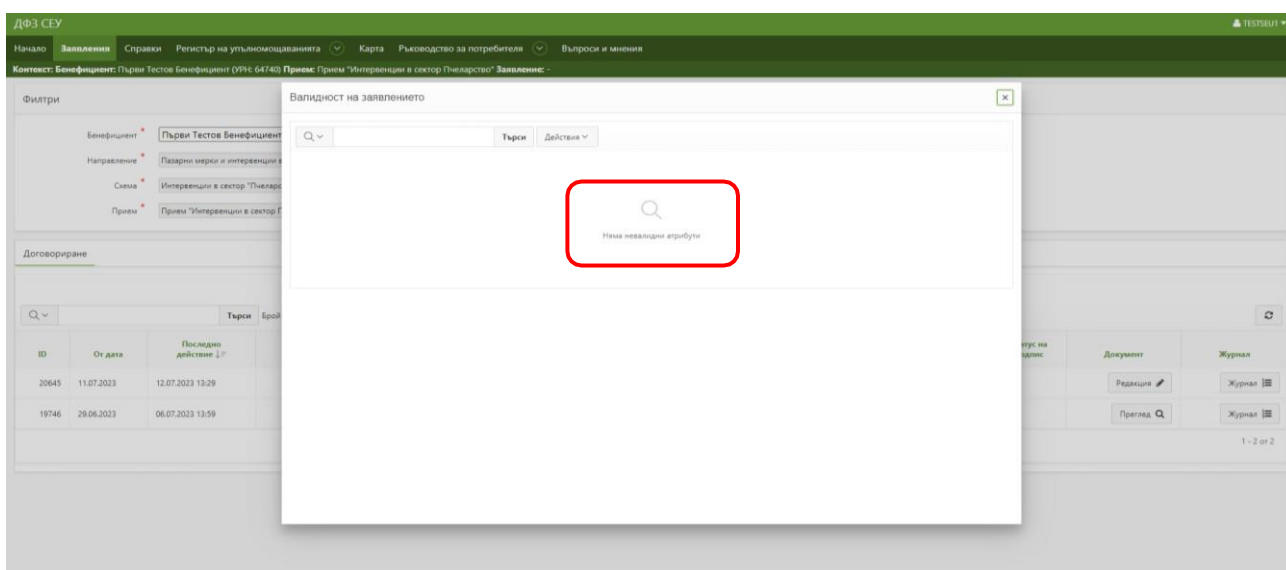 ДФЗ СЕУ
TESTSEU1
Начало Заявления Справки Регистър на упълномощаванията Карта Ръководство за потребителя Въпроси и мнения
Контекст: Бенефициент: Първи Тестов Бенефициент (УРН: 64740) Прием: Прием "Интервенции в сектор Пчеларство" Заявление: -
Филтри
Валидност на заявлението
Бенефициент * Първи Тестов Бенефициент
Търси Действия
Направление * Пазарни мерки и интервенции в
Схема * Интервенции в сектор "Пчеларс
Прием * Прием "Интервенции в сектор П
Няма невалидни атрибути
Договориране
Търси Брой
ID От дата Последно действие тус на одпис Документ Журнал
20645 11.07.2023 12.07.2023 13:29 Редакция Журнал
19746 29.06.2023 06.07.2023 13:59 Преглед Журнал
1 - 2 от 2